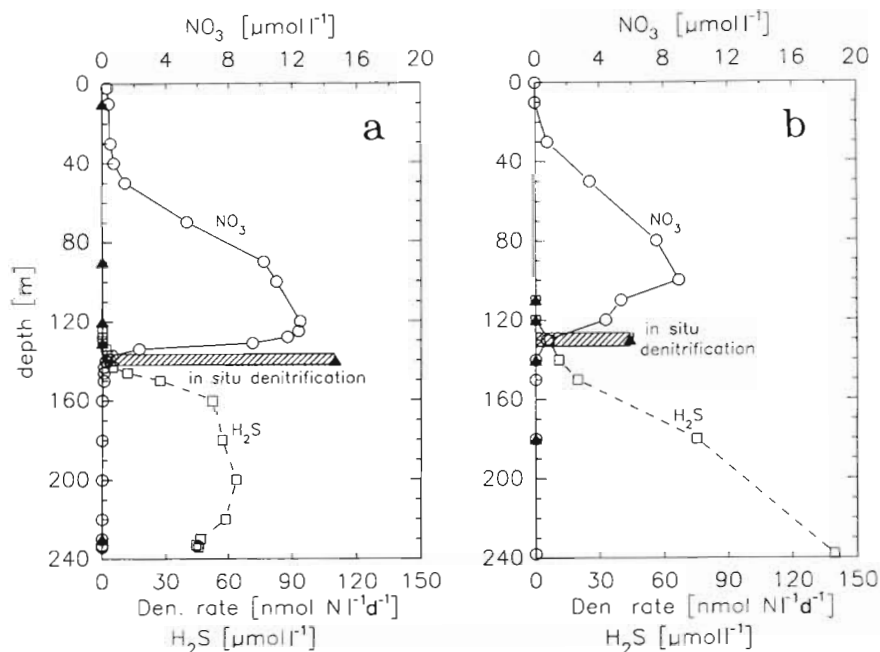 NO3 [µmol l-1]
0 4 8 12 16 20
0
40
80
120
160
200
240
depth [m]
a
NO3
in situ denitrification
H2S
0 30 60 90 120 150
Den. rate [nmol N l-1 d-1]
H2S [µmol l-1]
NO3 [µmol l-1]
0 4 8 12 16 20
0
40
80
120
160
200
240
b
NO3
in situ
denitrification
H2S
0 30 60 90 120 150
Den. rate [nmol N l-1 d-1]
H2S [µmol l-1]